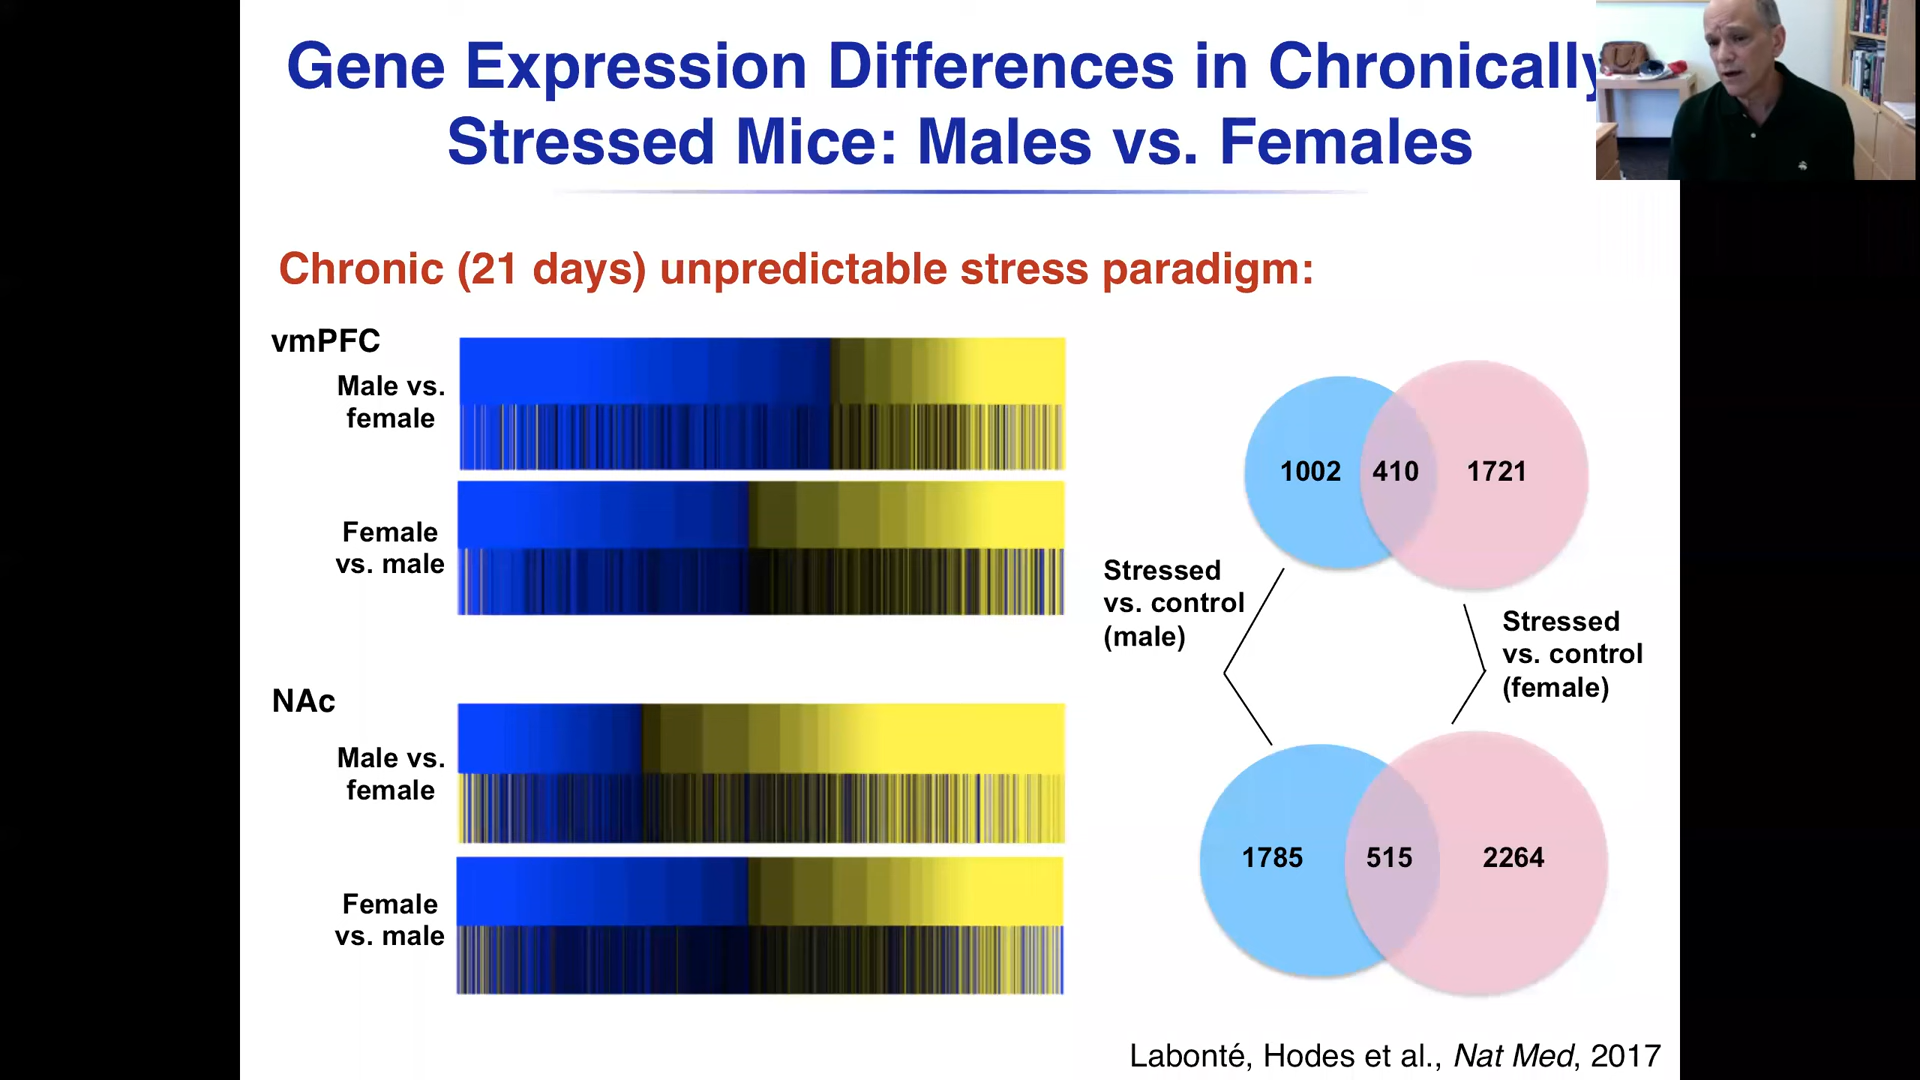 Gene Expression Differences in Chronically
Stressed Mice: Males vs. Females
Chronic (21 days) unpredictable stress paradigm:
vmPFC
Male vs.
female
Female
vs. male
NAc
Male vs.
female
Female
vs. male
1002 410 1721
Stressed
vs. control
(male)
Stressed
vs. control
(female)
1785 515 2264
Labonté, Hodes et al., Nat Med, 2017